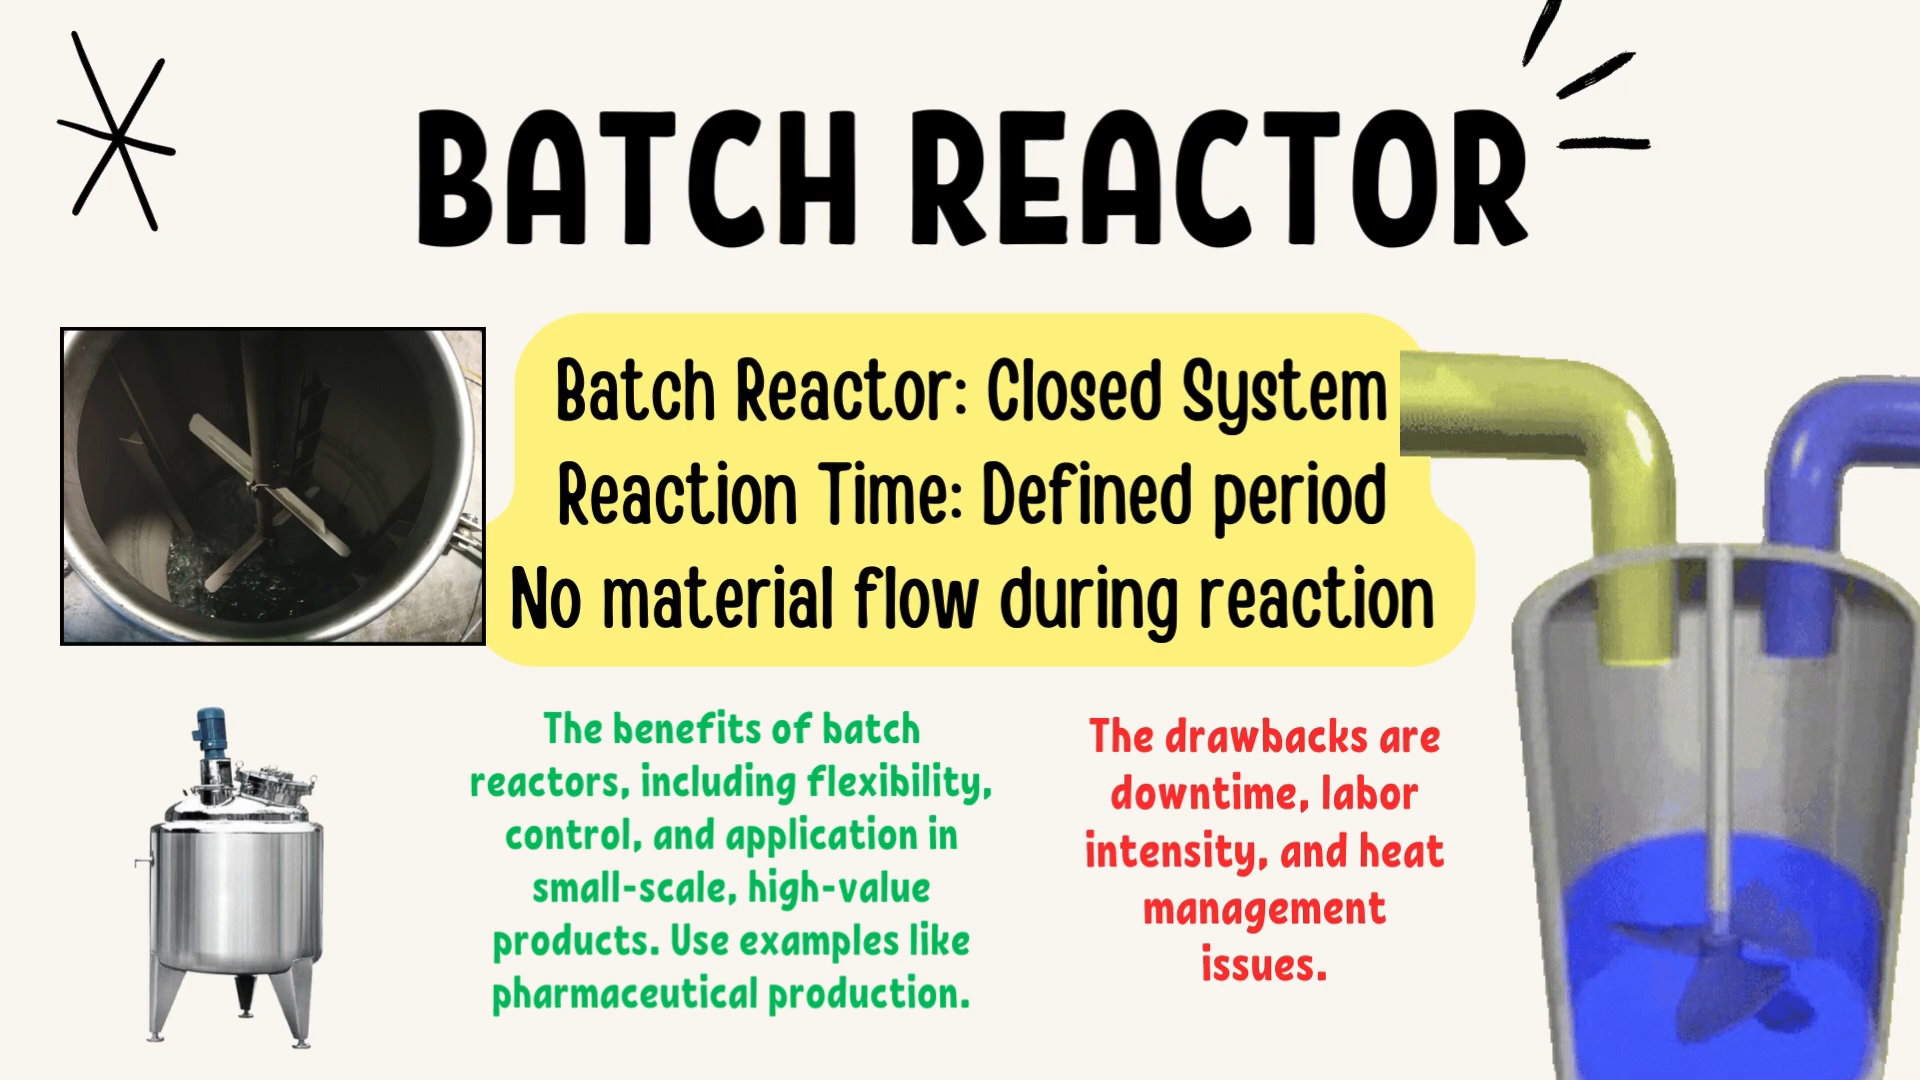 BATCH REACTOR
Batch Reactor: Closed System
Reaction Time: Defined period
No material flow during reaction
The benefits of batch
reactors, including flexibility,
control, and application in
small-scale, high-value
products. Use examples like
pharmaceutical production.
The drawbacks are
downtime, labor
intensity, and heat
management
issues.